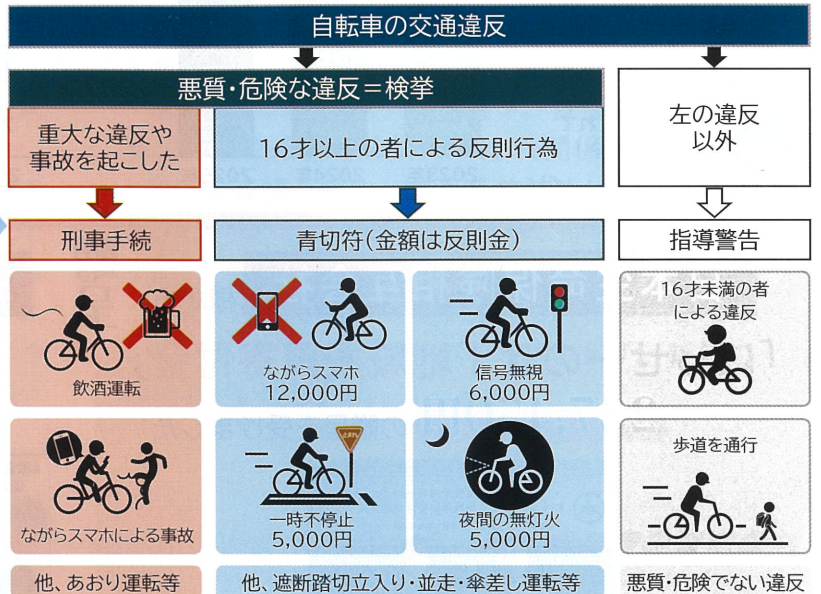 自転車の交通違反
悪質・危険な違反＝検挙
重大な違反や
事故を起こした
16才以上の者による反則行為
左の違反
以外
刑事手続
青切符(金額は反則金)
指導警告
飲酒運転
ながらスマホ
12,000円
信号無視
6,000円
16才未満の者
による違反
ながらスマホによる事故
止まれ
一時不停止
5,000円
夜間の無灯火
5,000円
歩道を通行
他、あおり運転等
他、遮断踏切立入り・並走・傘差し運転等
悪質・危険でない違反